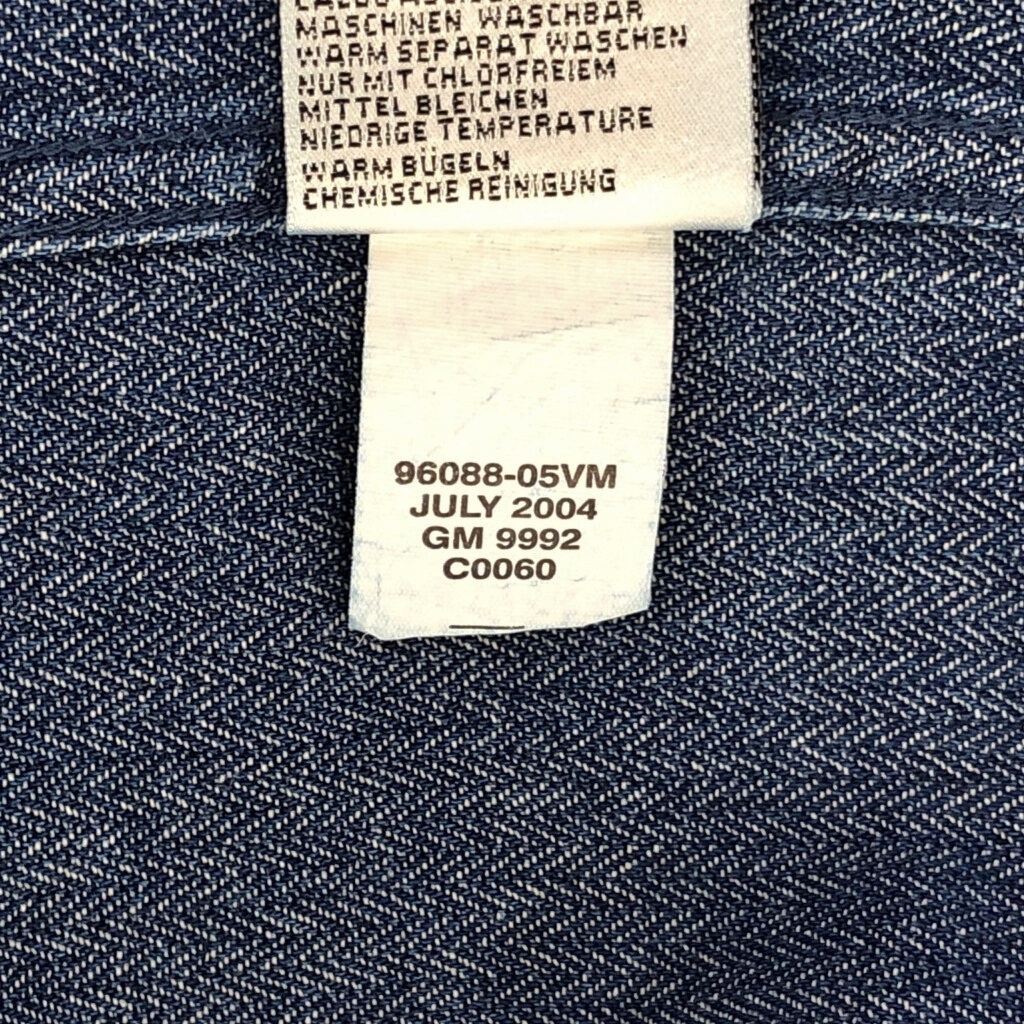 MASCHINEN WASCHBAR
WARM SEPARAT WASCHEN
NUR MIT CHLORFREIEM
MITTEL BLEICHEN
NIEDRIGE TEMPERATURE
WARM BÜGELN
CHEMISCHE REINIGUNG
96088-05VM
JULY 2004
GM 9992
C0060